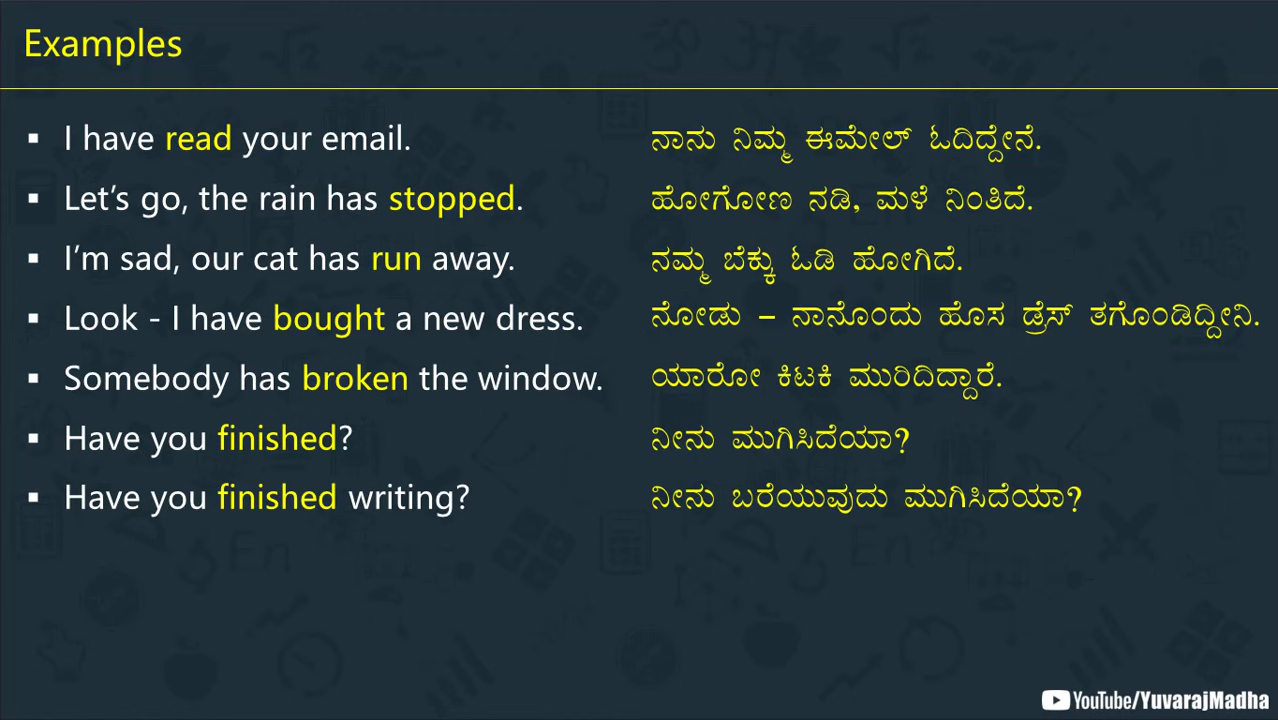 Examples
▪ I have read your email. ನಾನು ನಿಮ್ಮ ಈಮೇಲ್ ಓದಿದ್ದೇನೆ.
▪ Let's go, the rain has stopped. ಹೋಗೋಣ ನಡಿ, ಮಳೆ ನಿಂತಿದೆ.
▪ I'm sad, our cat has run away. ನಮ್ಮ ಬೆಕ್ಕು ಓಡಿ ಹೋಗಿದೆ.
▪ Look - I have bought a new dress. ನೋಡು – ನಾನೊಂದು ಹೊಸ ಡ್ರೆಸ್ ತಗೊಂಡಿದ್ದೀನಿ.
▪ Somebody has broken the window. ಯಾರೋ ಕಿಟಕಿ ಮುರಿದಿದ್ದಾರೆ.
▪ Have you finished? ನೀನು ಮುಗಿಸಿದೆಯಾ?
▪ Have you finished writing? ನೀನು ಬರೆಯುವುದು ಮುಗಿಸಿದೆಯಾ?
YouTube/YuvarajMadha